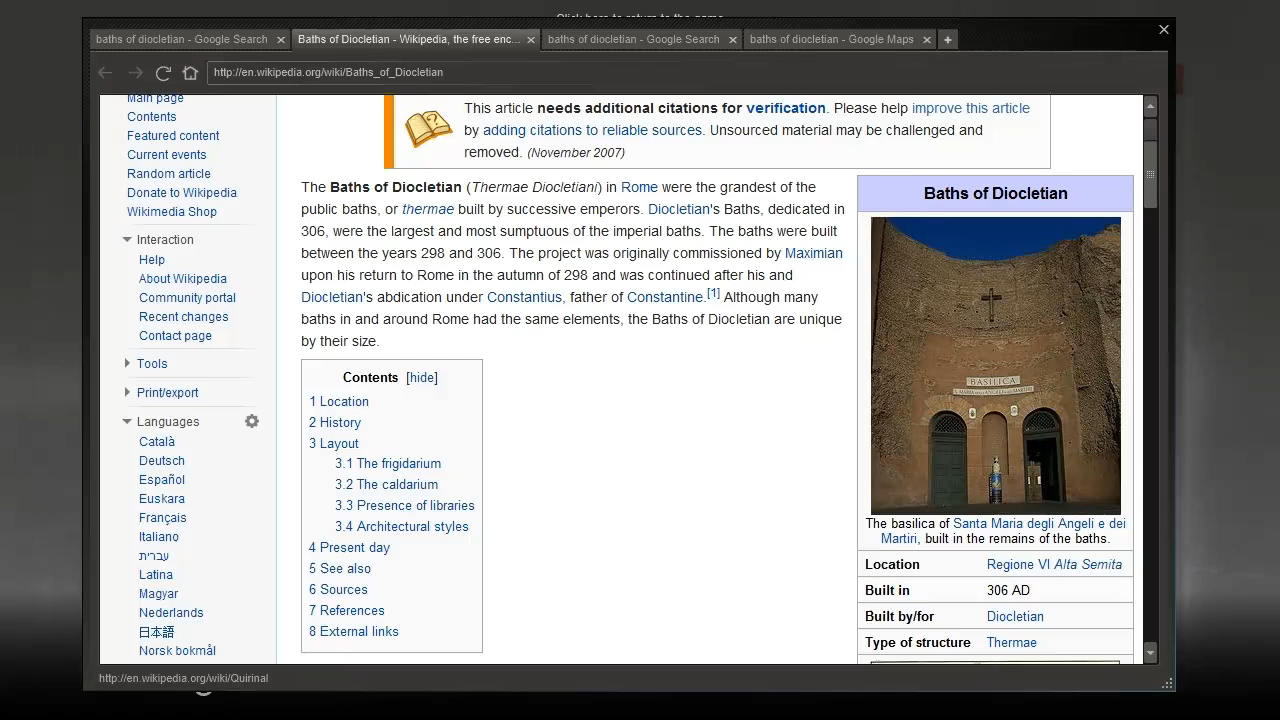 Click here to return to the game
baths of diocletian - Google Search
Baths of Diocletian - Wikipedia, the free enc...
baths of diocletian - Google Search
baths of diocletian - Google Maps
http://en.wikipedia.org/wiki/Baths_of_Diocletian
Main page
Contents
Featured content
Current events
Random article
Donate to Wikipedia
Wikimedia Shop
Interaction
Help
About Wikipedia
Community portal
Recent changes
Contact page
Tools
Print/export
Languages
Català
Deutsch
Español
Euskara
Français
Italiano
עברית
Latina
Magyar
Nederlands
日本語
Norsk bokmål
This article needs additional citations for verification. Please help improve this article
by adding citations to reliable sources. Unsourced material may be challenged and
removed. (November 2007)
The Baths of Diocletian (Thermae Diocletiani) in Rome were the grandest of the
public baths, or thermae built by successive emperors. Diocletian's Baths, dedicated in
306, were the largest and most sumptuous of the imperial baths. The baths were built
between the years 298 and 306. The project was originally commissioned by Maximian
upon his return to Rome in the autumn of 298 and was continued after his and
Diocletian's abdication under Constantius, father of Constantine.[1] Although many
baths in and around Rome had the same elements, the Baths of Diocletian are unique
by their size.
Contents [hide]
1 Location
2 History
3 Layout
3.1 The frigidarium
3.2 The caldarium
3.3 Presence of libraries
3.4 Architectural styles
4 Present day
5 See also
6 Sources
7 References
8 External links
Baths of Diocletian
BASILICA
The basilica of Santa Maria degli Angeli e dei
Martiri, built in the remains of the baths.
Location Regione VI Alta Semita
Built in 306 AD
Built by/for Diocletian
Type of structure Thermae
http://en.wikipedia.org/wiki/Quirinal